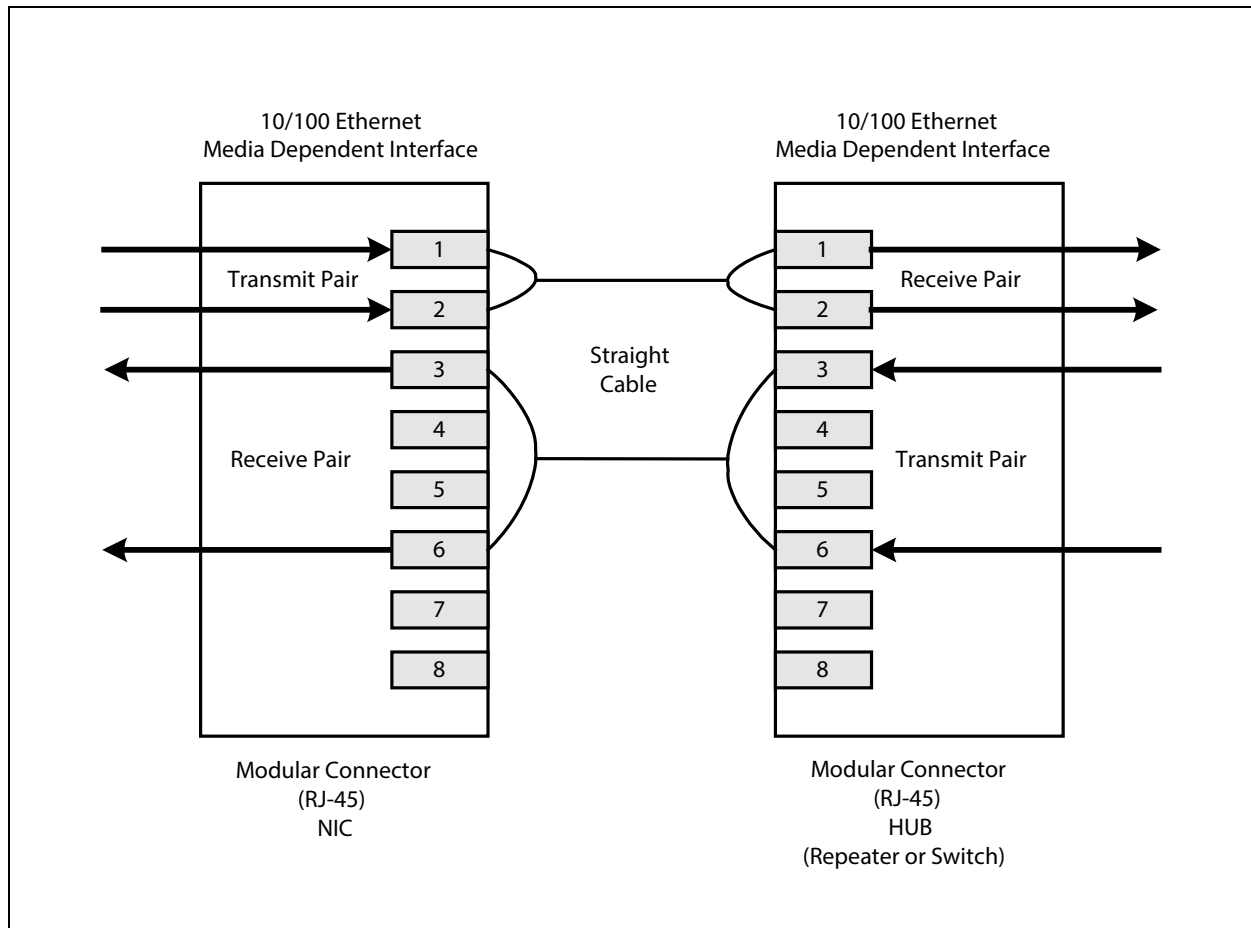 10/100 Ethernet
Media Dependent Interface
10/100 Ethernet
Media Dependent Interface
1
Transmit Pair
2
3
4
Receive Pair
5
6
7
8
Straight
Cable
1
Receive Pair
2
3
4
Transmit Pair
5
6
7
8
Modular Connector
(RJ-45)
NIC
Modular Connector
(RJ-45)
HUB
(Repeater or Switch)